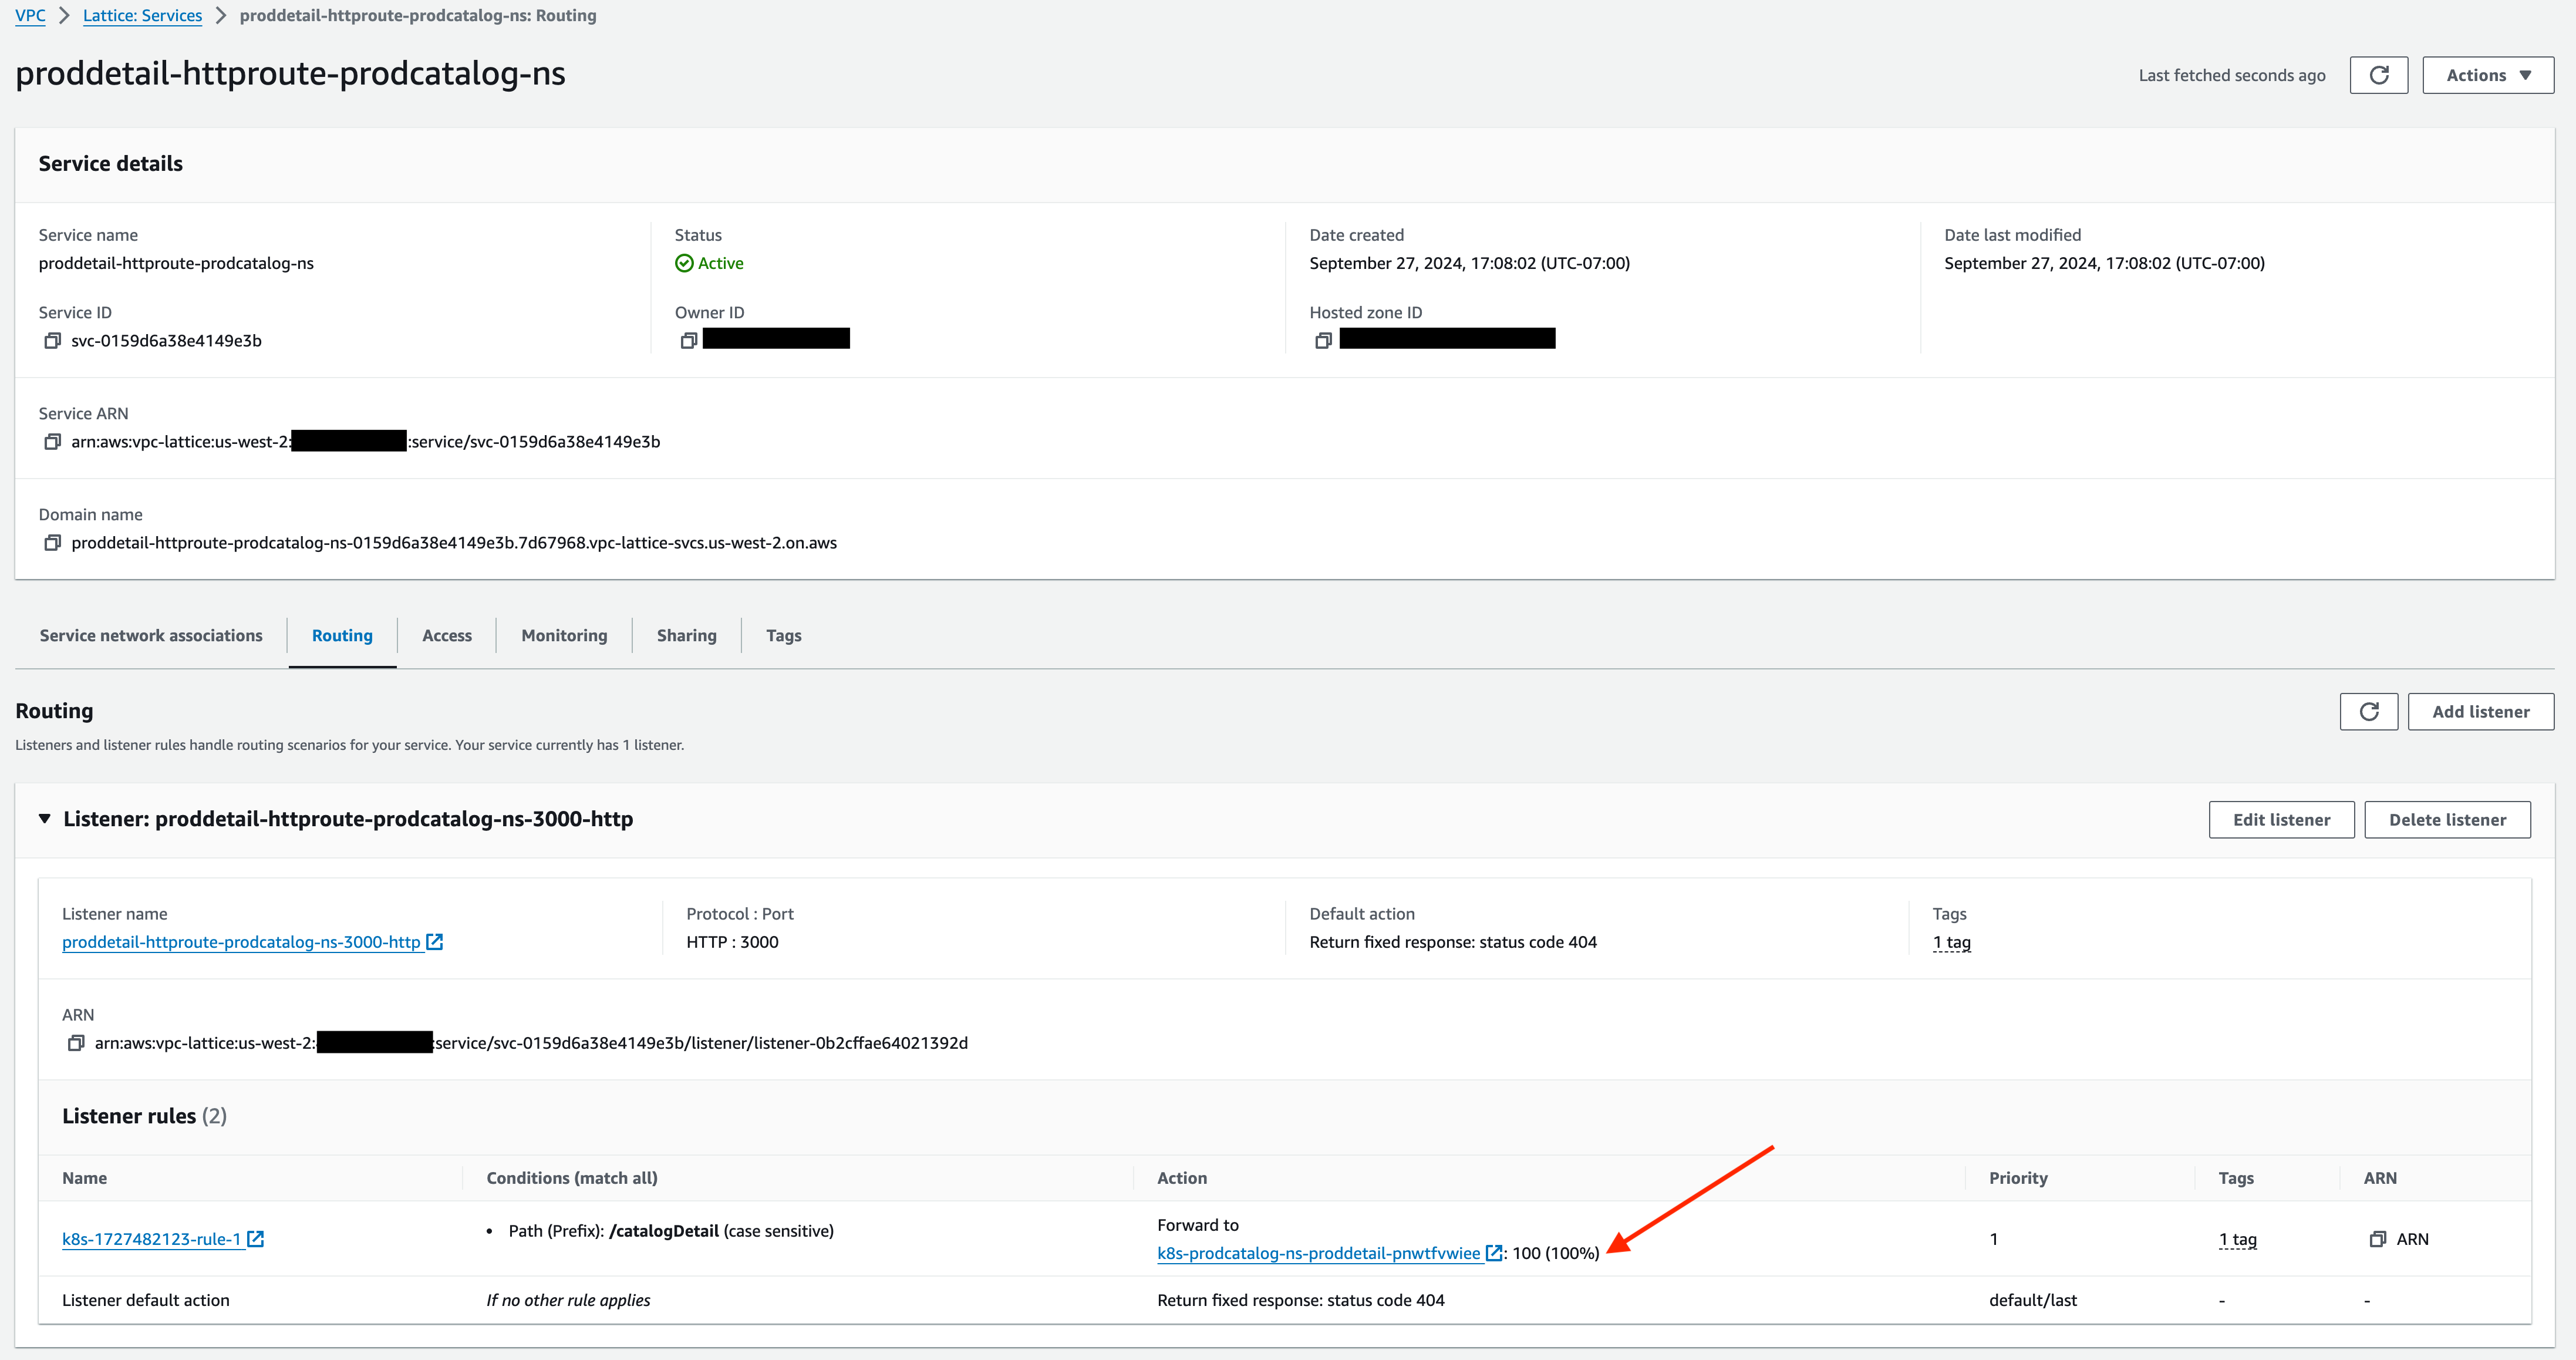 VPC > Lattice: Services > proddetail-httproute-prodcatalog-ns: Routing
proddetail-httproute-prodcatalog-ns
Last fetched seconds ago
Actions
Service details
Service name
proddetail-httproute-prodcatalog-ns
Status
Active
Date created
September 27, 2024, 17:08:02 (UTC-07:00)
Date last modified
September 27, 2024, 17:08:02 (UTC-07:00)
Service ID
svc-0159d6a38e4149e3b
Owner ID
Hosted zone ID
Service ARN
arn:aws:vpc-lattice:us-west-2: :service/svc-0159d6a38e4149e3b
Domain name
proddetail-httproute-prodcatalog-ns-0159d6a38e4149e3b.7d67968.vpc-lattice-svcs.us-west-2.on.aws
Service network associations Routing Access Monitoring Sharing Tags
Routing
Add listener
Listeners and listener rules handle routing scenarios for your service. Your service currently has 1 listener.
Listener: proddetail-httproute-prodcatalog-ns-3000-http
Edit listener Delete listener
Listener name
proddetail-httproute-prodcatalog-ns-3000-http
Protocol : Port
HTTP : 3000
Default action
Return fixed response: status code 404
Tags
1 tag
ARN
arn:aws:vpc-lattice:us-west-2: :service/svc-0159d6a38e4149e3b/listener/listener-0b2cffae64021392d
Listener rules (2)
Name Conditions (match all) Action Priority Tags ARN
k8s-1727482123-rule-1
• Path (Prefix): /catalogDetail (case sensitive)
Forward to
k8s-prodcatalog-ns-proddetail-pnwtfvwiee : 100 (100%)
1
1 tag
ARN
Listener default action If no other rule applies Return fixed response: status code 404 default/last - -